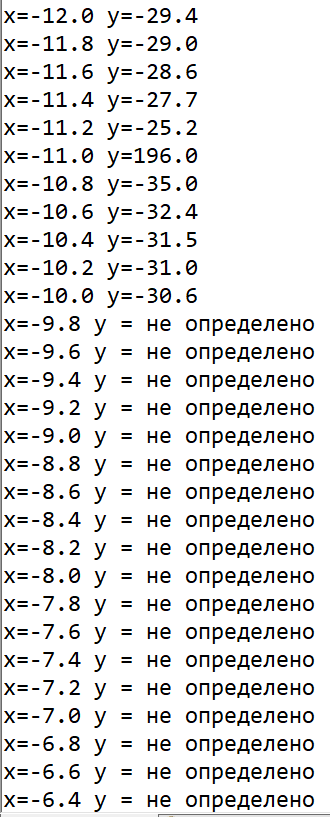 x=-12.0 y=-29.4
x=-11.8 y=-29.0
x=-11.6 y=-28.6
x=-11.4 y=-27.7
x=-11.2 y=-25.2
x=-11.0 y=196.0
x=-10.8 y=-35.0
x=-10.6 y=-32.4
x=-10.4 y=-31.5
x=-10.2 y=-31.0
x=-10.0 y=-30.6
x=-9.8 y = не определено
x=-9.6 y = не определено
x=-9.4 y = не определено
x=-9.2 y = не определено
x=-9.0 y = не определено
x=-8.8 y = не определено
x=-8.6 y = не определено
x=-8.4 y = не определено
x=-8.2 y = не определено
x=-8.0 y = не определено
x=-7.8 y = не определено
x=-7.6 y = не определено
x=-7.4 y = не определено
x=-7.2 y = не определено
x=-7.0 y = не определено
x=-6.8 y = не определено
x=-6.6 y = не определено
x=-6.4 y = не определено